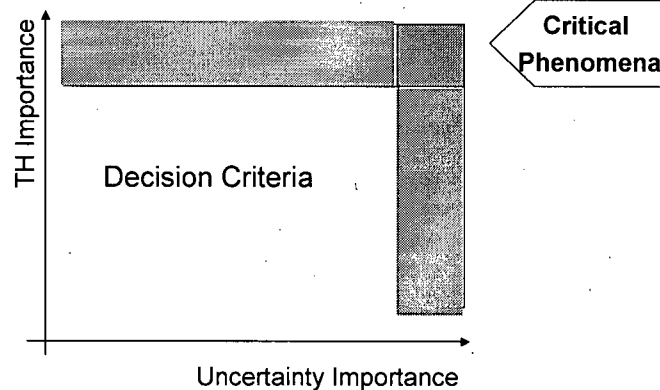 Critical
Phenomena
TH Importance
Decision Criteria
Uncertainty Importance